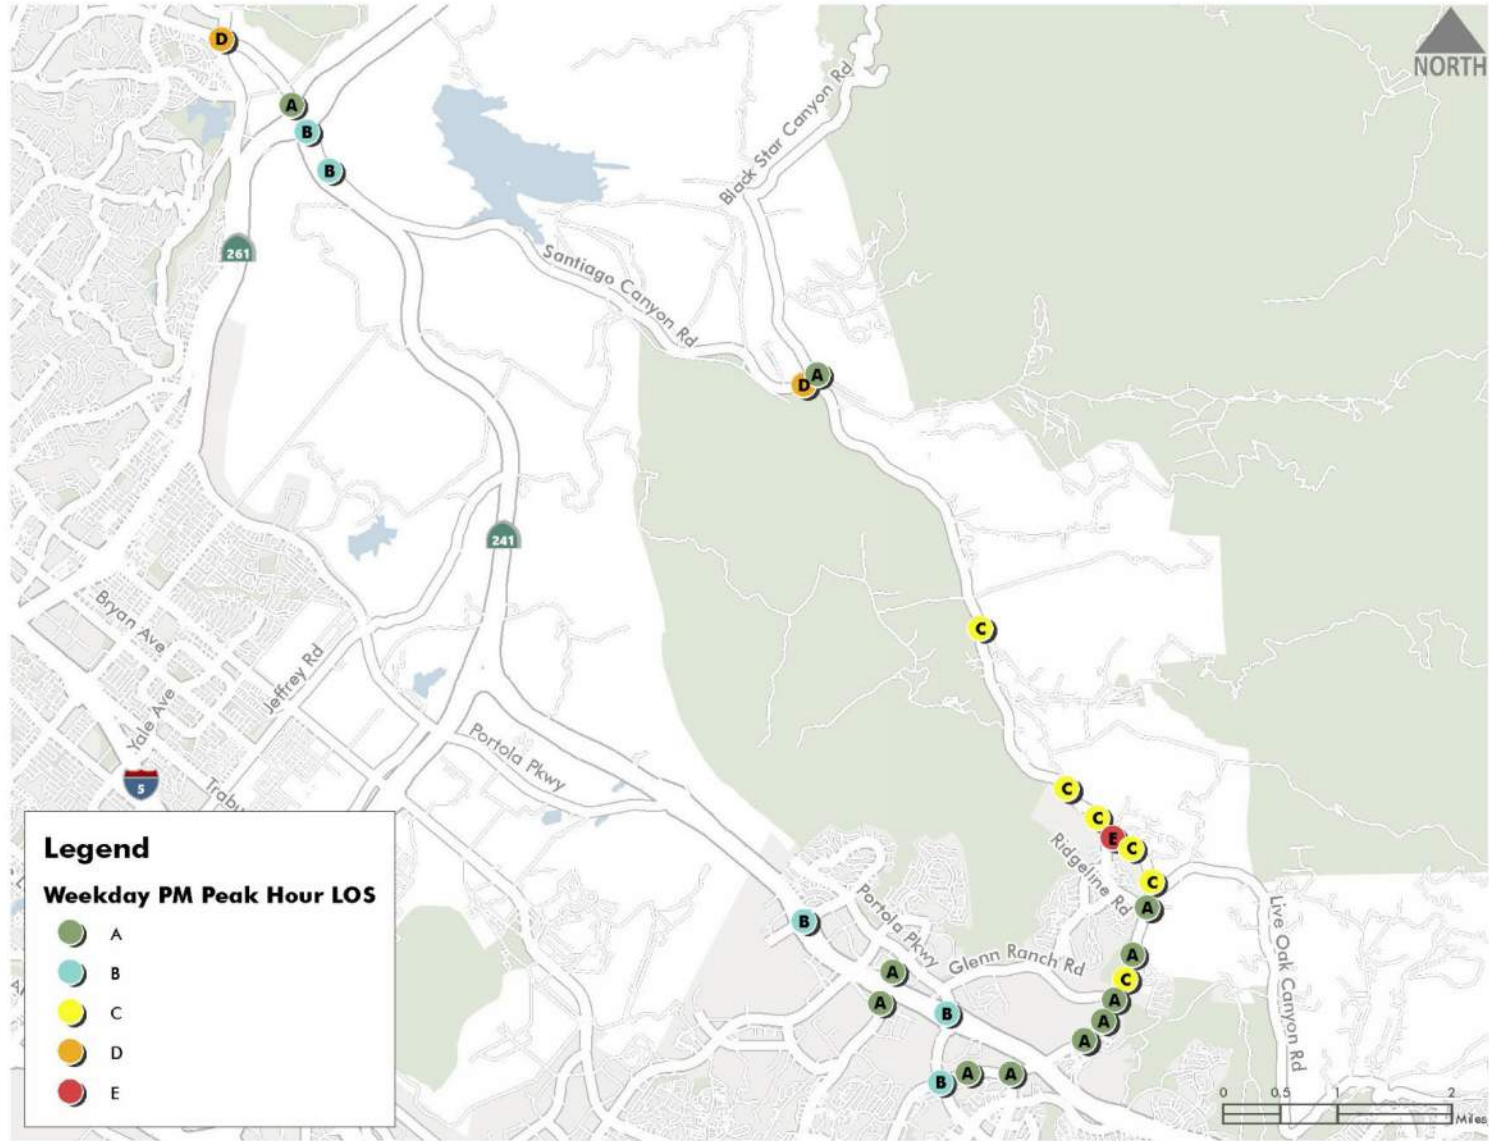 D
NORTH
A
B
B
Black Star Canyon Rd
261
Santiago Canyon Rd
A
D
241
Bryan Ave
C
Jeffrey Rd
Yale Ave
Portola Pkwy
5
Trabu
C
C
E
C
Ridgeline Rd
C
Portola Pkwy
A
B
Live Oak Canyon Rd
Glenn Ranch Rd
A
A
C
A
A
B
A
A
A
A
B
0 0.5 1 2
Miles
Legend
Weekday PM Peak Hour LOS
A
B
C
D
E